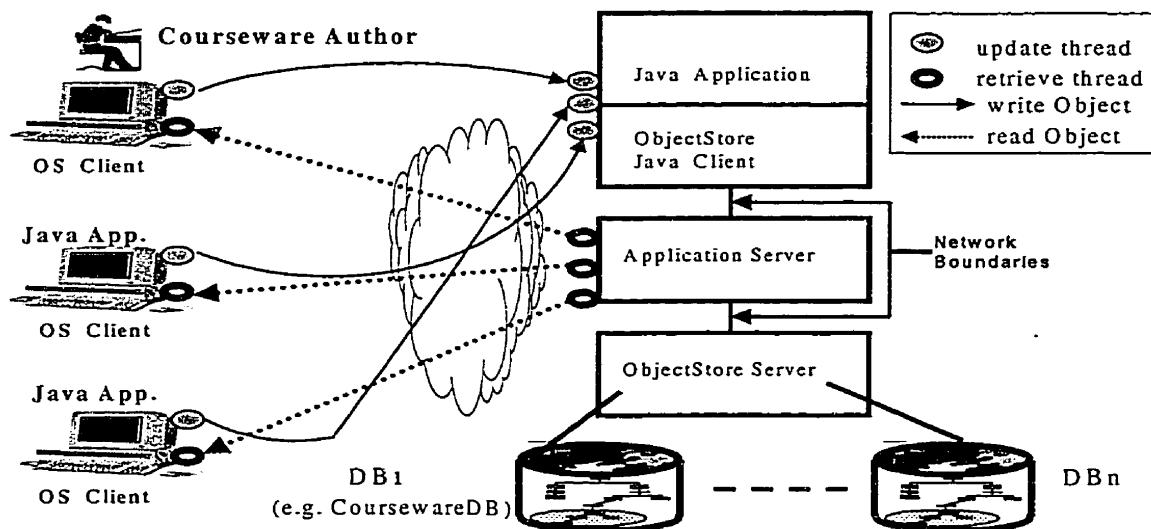 Courseware Author
OS Client
Java App.
OS Client
Java App.
OS Client
Java Application
ObjectStore
Java Client
Application Server
ObjectStore Server
Network
Boundaries
update thread
retrieve thread
write Object
read Object
DB1
(e.g. CoursewareDB)
DBn